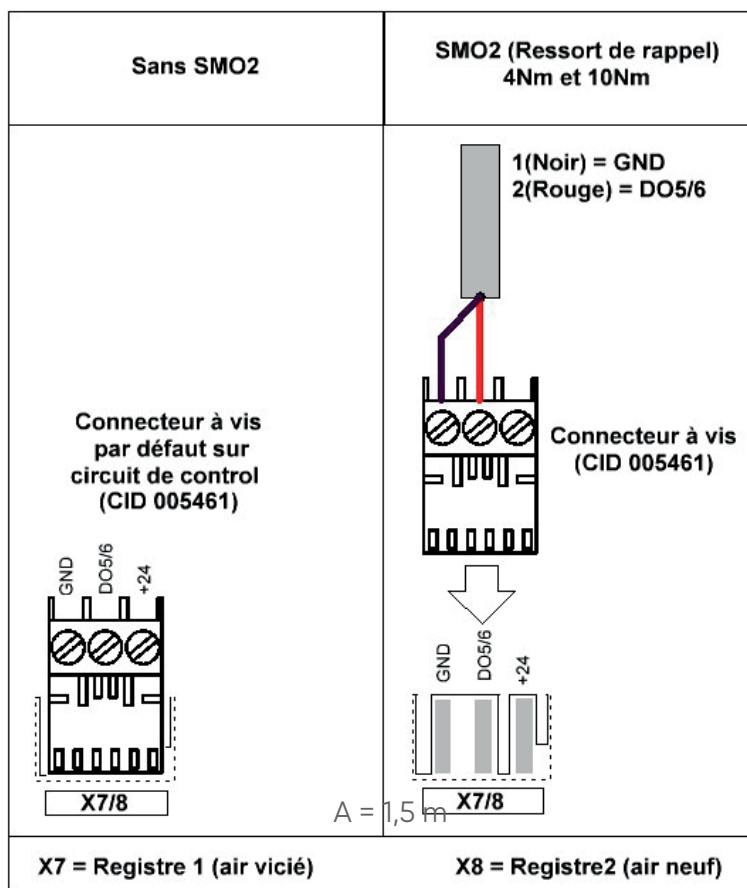 Sans SMO2
SMO2 (Ressort de rappel)
4Nm et 10Nm
Connecteur à vis
par défaut sur
circuit de control
(CID 005461)
GND
DO5/6
+24
X7/8
1(Noir) = GND
2(Rouge) = DO5/6
Connecteur à vis
(CID 005461)
GND
DO5/6
+24
X7/8
A = 1,5 m
X7 = Registre 1 (air vicié)
X8 = Registre2 (air neuf)